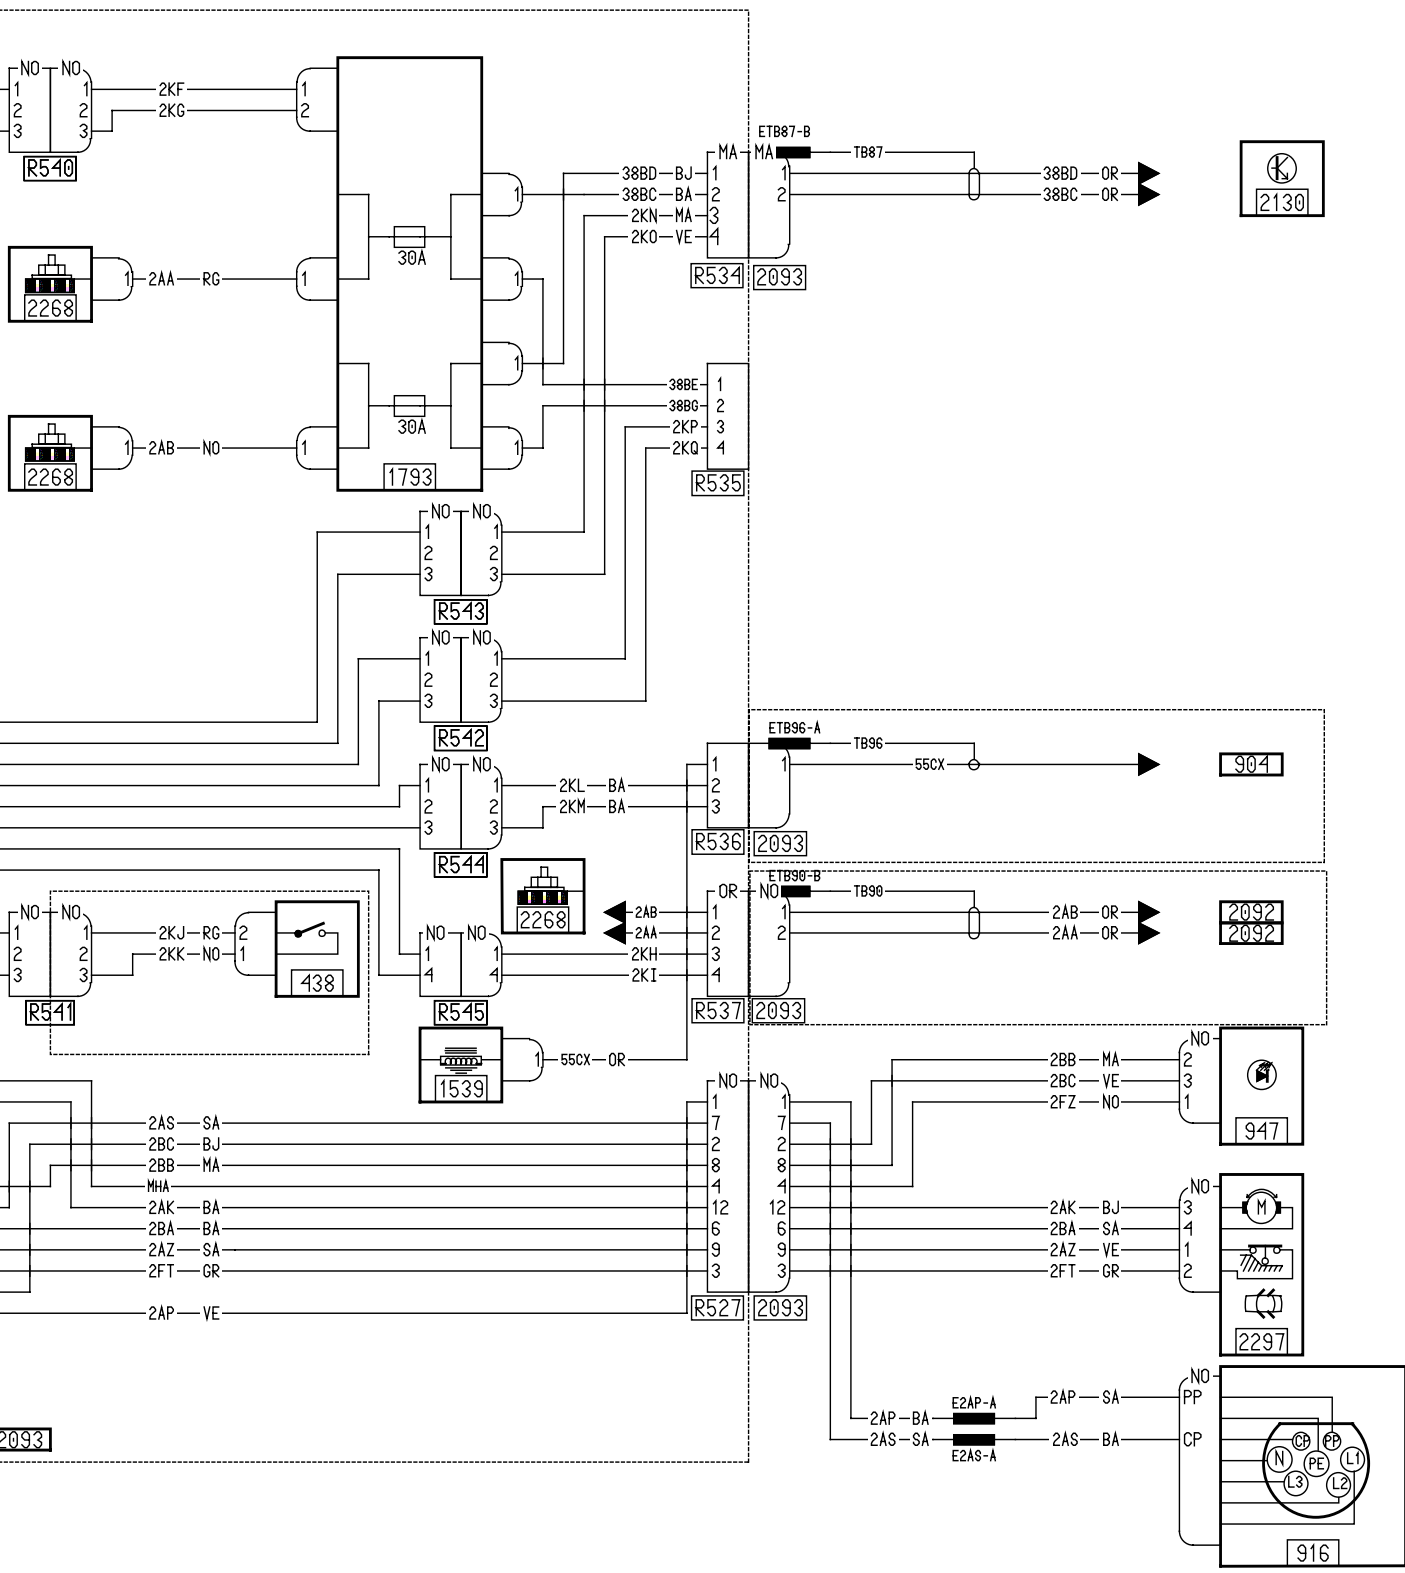 NO NO
1 1 2KF 1
2 2 2KG 2
3 3
R540
ETB87-B
MA MA TB87
38BD BJ 1 1 38BD OR
1 38BC BA 2 2 38BC OR
2KN MA 3
2KO VE 4
2130
30A
R534 2093
1 2AA RG 1 1
2268
1
38BE 1
38BG 2
30A
2KP 3
1 2AB NO 1 1 2KQ 4
2268 1793 R535
NO NO
1 1
2 2
3 3
R543
NO NO
1 1
2 2
3 3
R542
ETB96-A
TB96
NO NO 1 1 55CX 904
1 1 2KL BA 2
2 2 2KM BA 3
3 3
R544 R536 2093
ETB90-B
OR NO TB90
2268
NO NO 2AB 1 1 2AB OR 2092
1 1 2KJ RG 2 NO NO 2AA 2 2 2AA OR 2092
2 2 2KK NO 1 1 1 2KH 3
3 3 438 4 4 2KI 4
R541 R545 R537 2093
NO
1 55CX OR 2BB MA 2
1539 NO NO 2BC VE 3
1 1 2FZ NO 1
2AS SA 7 7 947
2BC BJ 2 2
2BB MA 8 8
MHA 4 4 NO
2AK BA 12 12 2AK BJ 3 M
2BA BA 6 6 2BA SA 4
2AZ SA 9 9 2AZ VE 1
2FT GR 3 3 2FT GR 2
2AP VE R527 2093
2297
NO
E2AP-A 2AP SA PP
2AP BA
2AS SA 2AS BA CP
E2AS-A
CP PP
N PE L1
L3 L2
2093
916